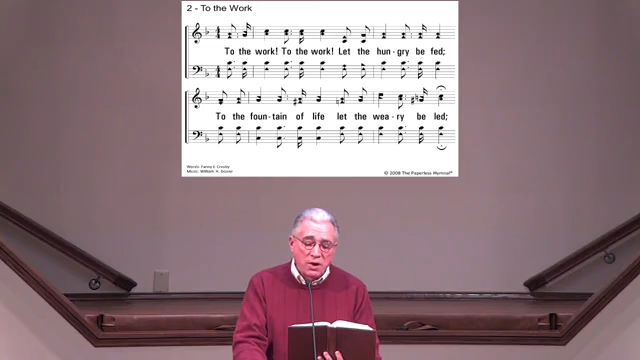 2 - To the Work
To the work! To the work! Let the hun - gry be fed;
To the foun - tain of life let the wea - ry be led;
Words: Fanny J. Crosby
Music: William H. Doane
© 2008 The Paperless Hymnal®